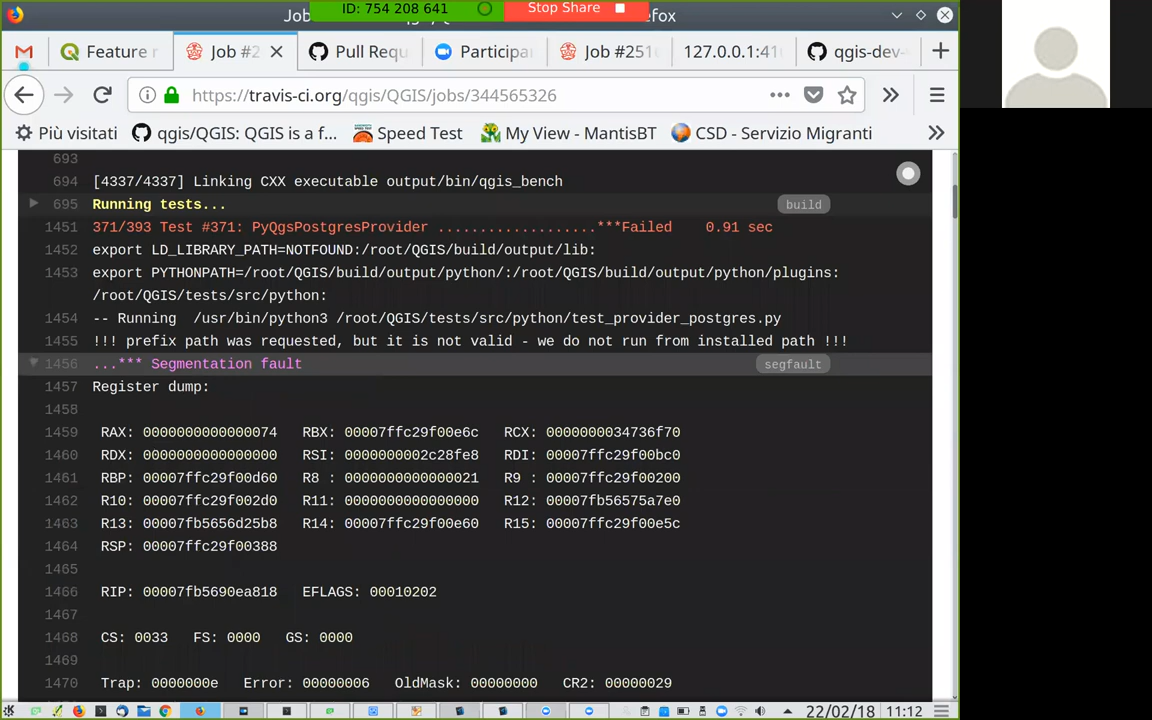 Job
ID: 754 208 641
Stop Share
efox
Feature r
Job #2
Pull Requ
Participa
Job #251
127.0.0.1:41
qgis-dev-
https://travis-ci.org/qgis/QGIS/jobs/344565326
Più visitati
qgis/QGIS: QGIS is a f...
Speed Test
My View - MantisBT
CSD - Servizio Migranti
693
694 [4337/4337] Linking CXX executable output/bin/qgis_bench
695 Running tests... build
1451 371/393 Test #371: PyQgsPostgresProvider ...................***Failed 0.91 sec
1452 export LD_LIBRARY_PATH=NOTFOUND:/root/QGIS/build/output/lib:
1453 export PYTHONPATH=/root/QGIS/build/output/python/:/root/QGIS/build/output/python/plugins:
/root/QGIS/tests/src/python:
1454 -- Running /usr/bin/python3 /root/QGIS/tests/src/python/test_provider_postgres.py
1455 !!! prefix path was requested, but it is not valid - we do not run from installed path !!!
1456 ...*** Segmentation fault segfault
1457 Register dump:
1458
1459 RAX: 0000000000000074 RBX: 00007ffc29f00e6c RCX: 0000000034736f70
1460 RDX: 0000000000000000 RSI: 0000000002c28fe8 RDI: 00007ffc29f00bc0
1461 RBP: 00007ffc29f00d60 R8 : 0000000000000021 R9 : 00007ffc29f00200
1462 R10: 00007ffc29f002d0 R11: 0000000000000000 R12: 00007fb56575a7e0
1463 R13: 00007fb5656d25b8 R14: 00007ffc29f00e60 R15: 00007ffc29f00e5c
1464 RSP: 00007ffc29f00388
1465
1466 RIP: 00007fb5690ea818 EFLAGS: 00010202
1467
1468 CS: 0033 FS: 0000 GS: 0000
1469
1470 Trap: 0000000e Error: 00000006 OldMask: 00000000 CR2: 00000029
22/02/18 11:12